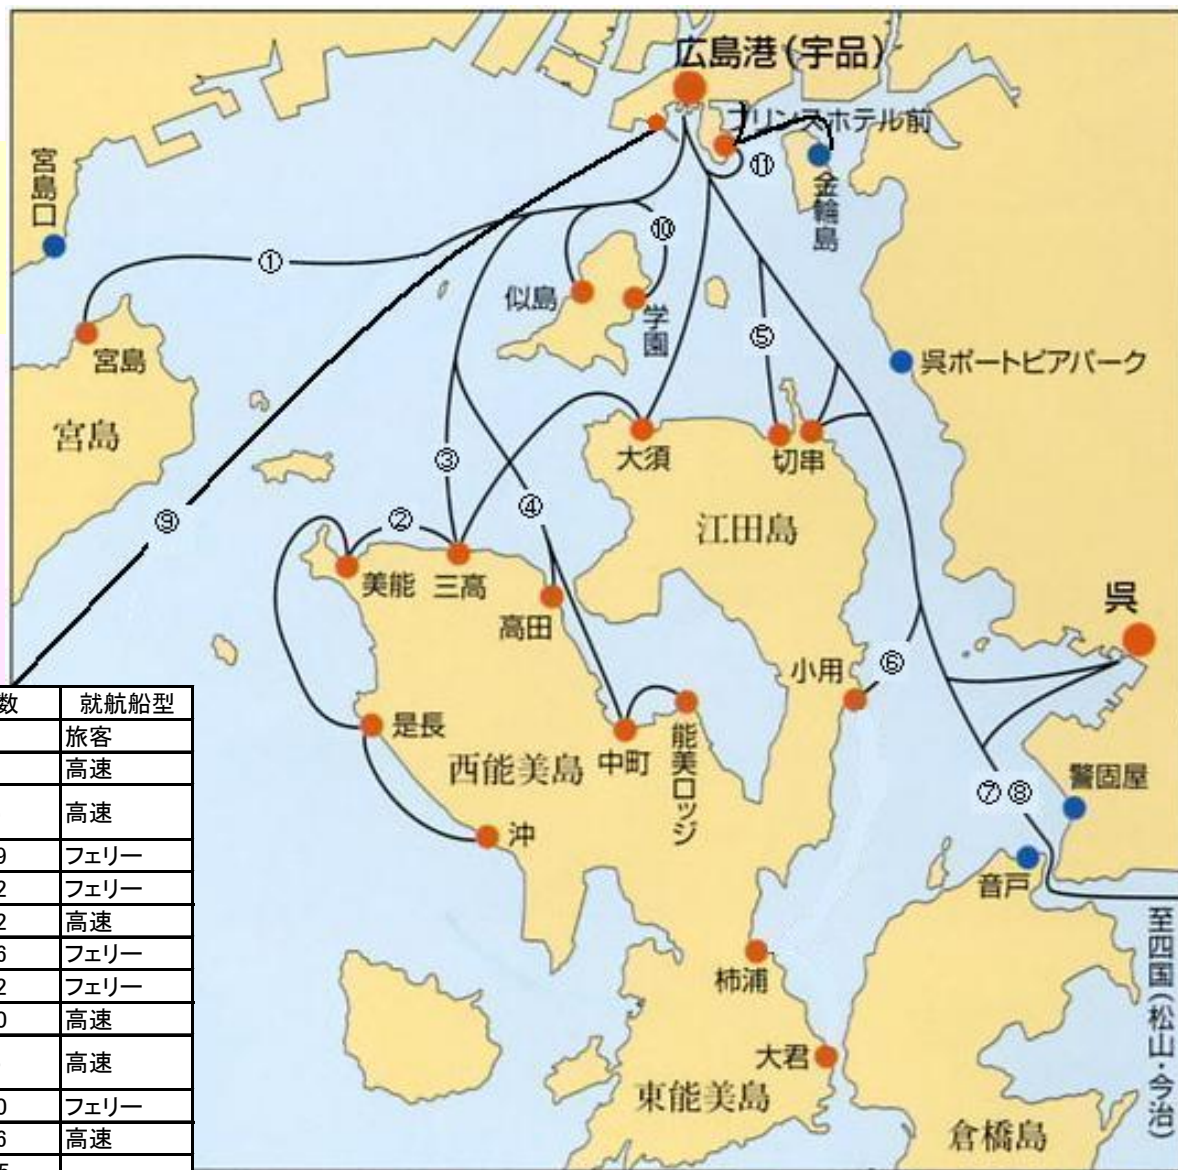 広島港(宇品)
プリンスホテル前
⑪
金輪島
宮島口
①
⑩
似島
学園
⑤
呉ポートピアパーク
宮島
宮島
大須
切串
③
④
②
⑨
江田島
美能
三高
高田
呉
小用
⑥
是長
西能美島
中町
能美ロッジ
⑦⑧
警固屋
沖
音戸
至四国(松山・今治)
柿浦
大君
東能美島
倉橋島
数 就航船型
旅客
高速
高速
9 フェリー
2 フェリー
2 高速
6 フェリー
2 フェリー
0 高速
高速
0 フェリー
6 高速